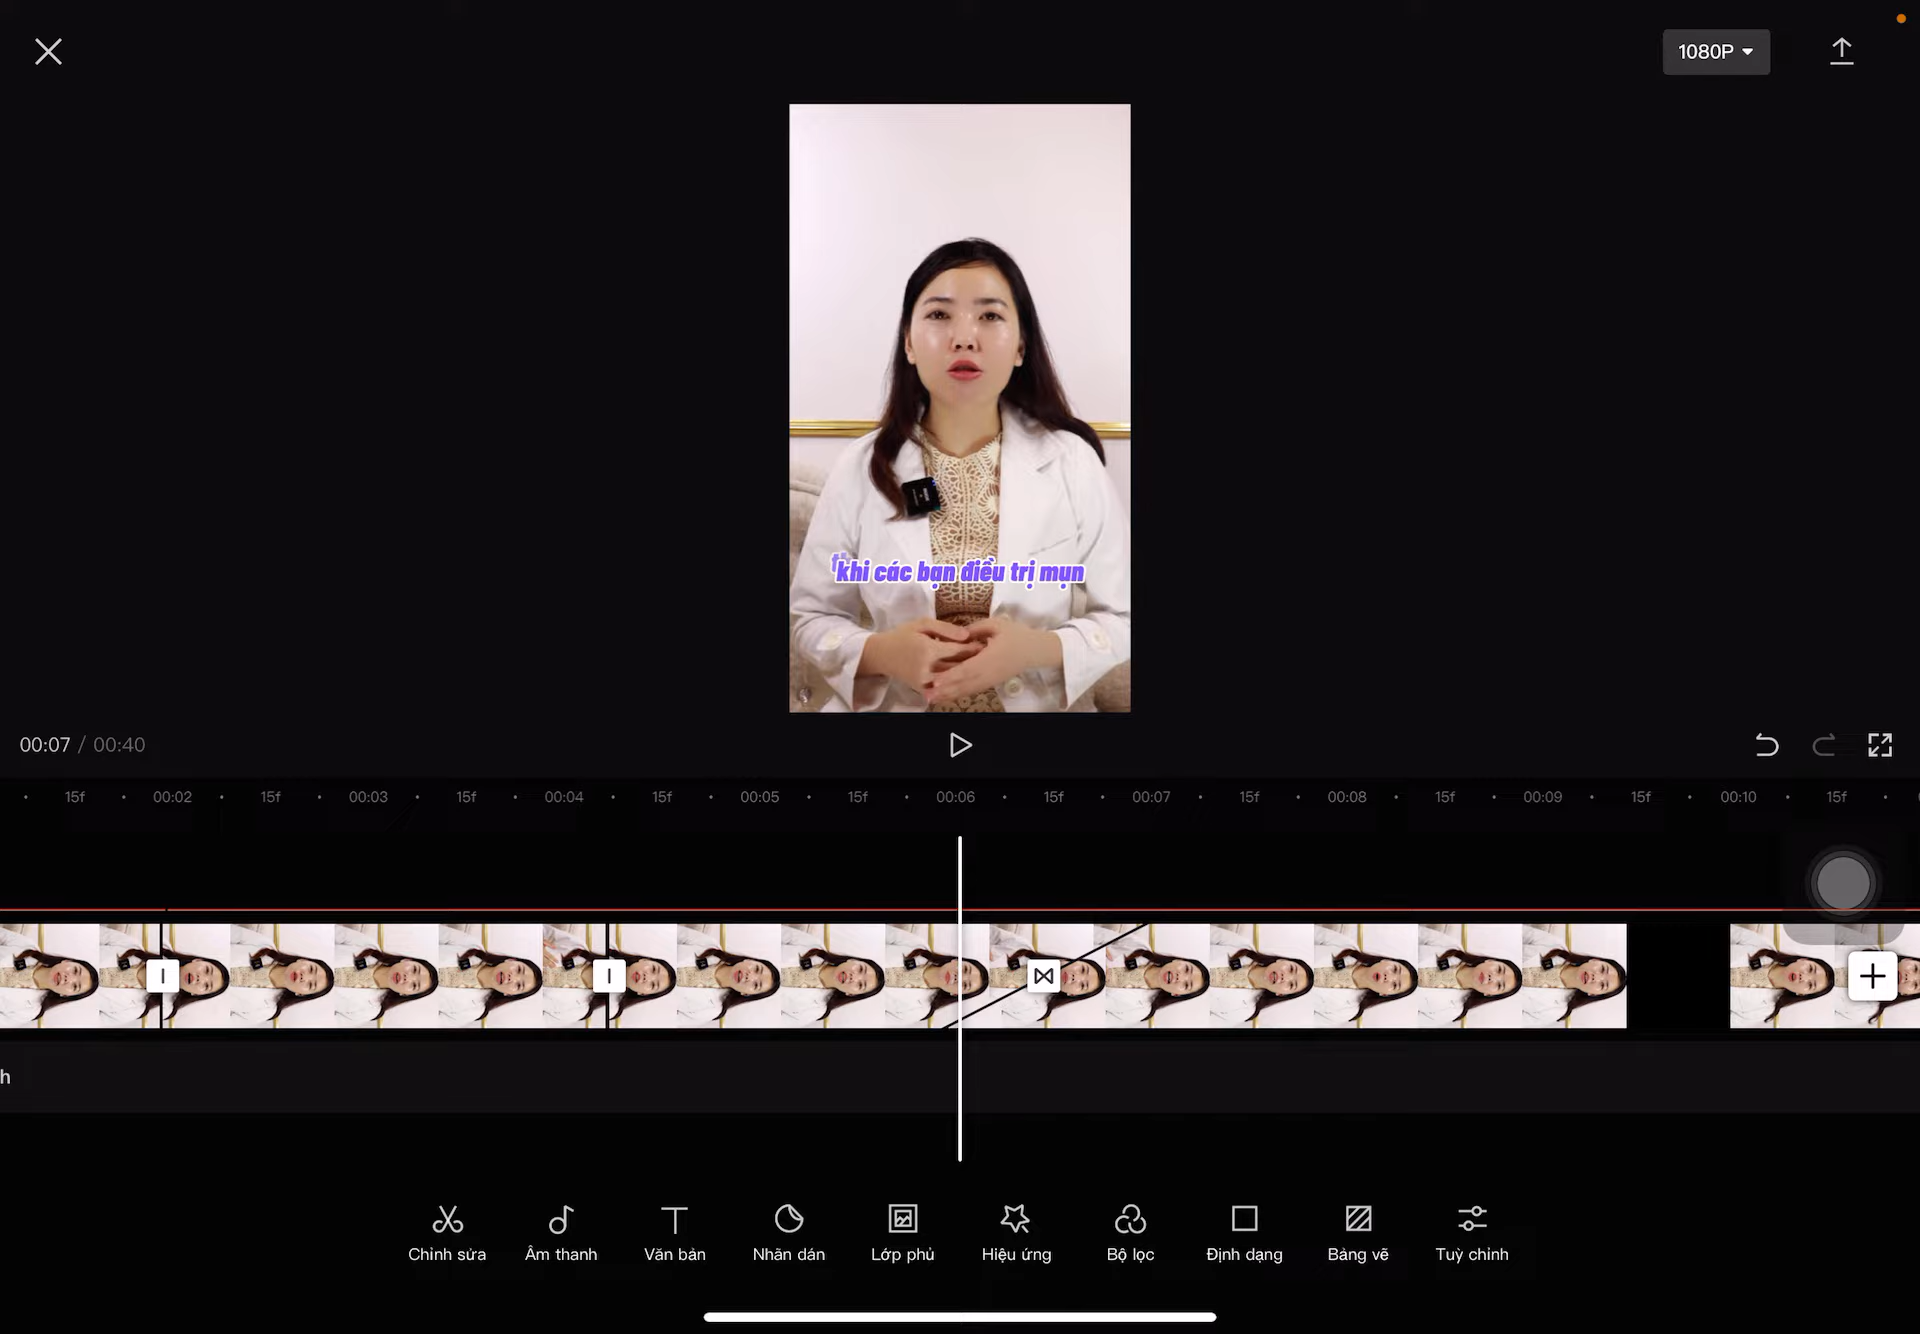 1080P
khi các bạn điều trị mụn
00:07 / 00:40
15f 00:02 15f 00:03 15f 00:04 15f 00:05 15f 00:06 15f 00:07 15f 00:08 15f 00:09 15f 00:10 15f
h
Chỉnh sửa Âm thanh Văn bản Nhãn dán Lớp phủ Hiệu ứng Bộ lọc Định dạng Bảng vẽ Tuỳ chỉnh